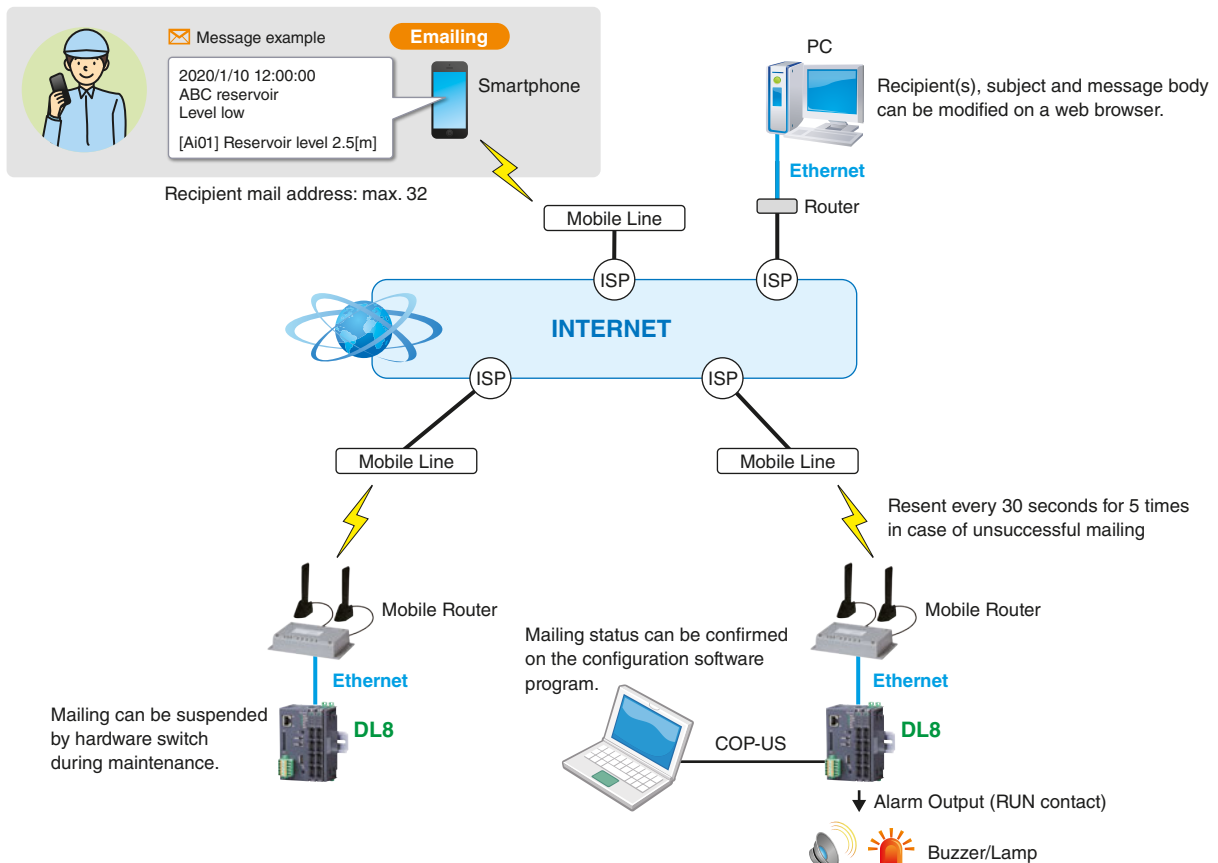 Message example
Emailing
2020/1/10 12:00:00
ABC reservoir
Level low
[Ai01] Reservoir level 2.5[m]
Smartphone
Recipient mail address: max. 32
PC
Recipient(s), subject and message body
can be modified on a web browser.
Ethernet
Router
Mobile Line
ISP
ISP
INTERNET
ISP
ISP
Mobile Line
Mobile Line
Resent every 30 seconds for 5 times
in case of unsuccessful mailing
Mobile Router
Mobile Router
Mailing status can be confirmed
on the configuration software
program.
Ethernet
Ethernet
Mailing can be suspended
by hardware switch
during maintenance.
DL8
COP-US
DL8
Alarm Output (RUN contact)
Buzzer/Lamp